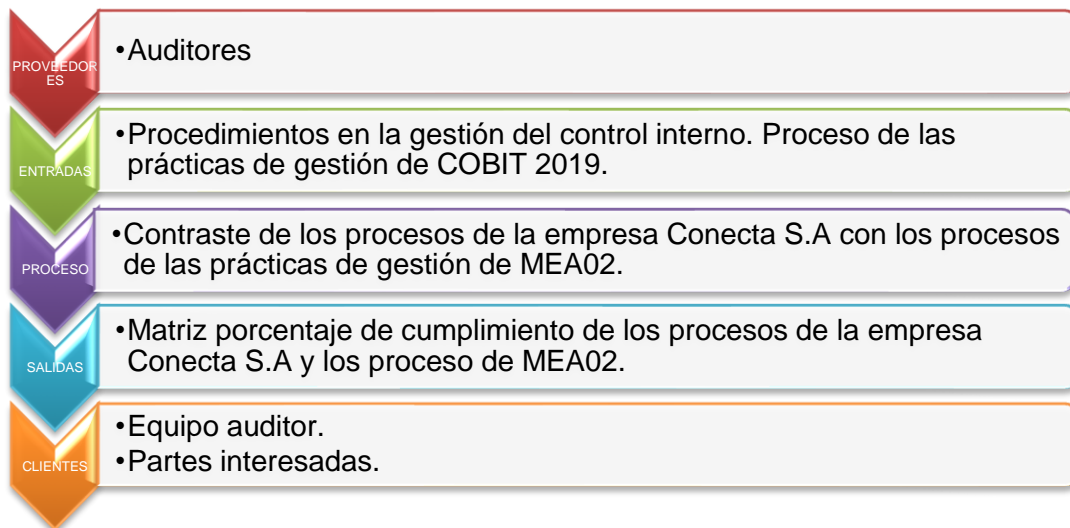 PROVEEDOR
ES
•Auditores
ENTRADAS
•Procedimientos en la gestión del control interno. Proceso de las
prácticas de gestión de COBIT 2019.
PROCESO
•Contraste de los procesos de la empresa Conecta S.A con los procesos
de las prácticas de gestión de MEA02.
SALIDAS
•Matriz porcentaje de cumplimiento de los procesos de la empresa
Conecta S.A y los proceso de MEA02.
CLIENTES
•Equipo auditor.
•Partes interesadas.